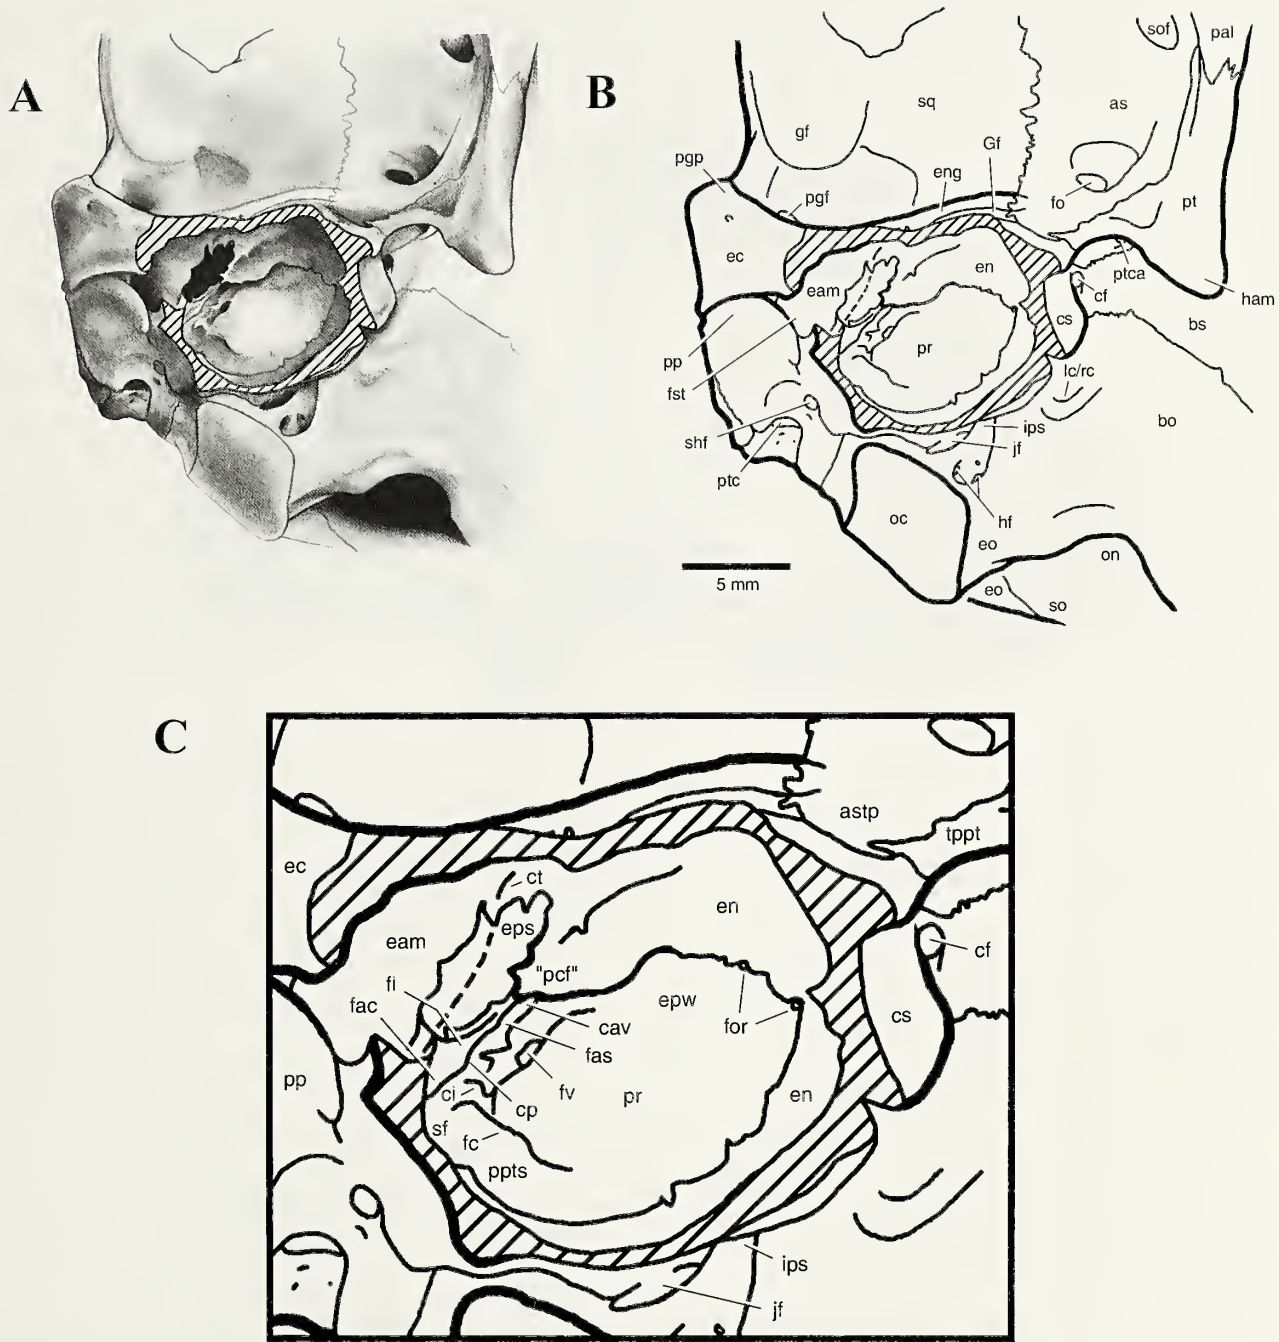 A
B
sof
pal
sq
as
gf
Gf
pgp
eng
pgf
fo
pt
ec
en
ptca
eam
cf
ham
cs
bs
pr
pp
lc/rc
fst
bo
shf
ips
jf
ptc
oc
hf
eo
on
5 mm
eo
so
C
astp
tppt
ec
ct
en
eps
eam
cf
"pcf"
fi
epw
fac
cav
for
cs
fas
pp
ci
fv
pr
en
cp
sf
fc
ppts
ips
jf